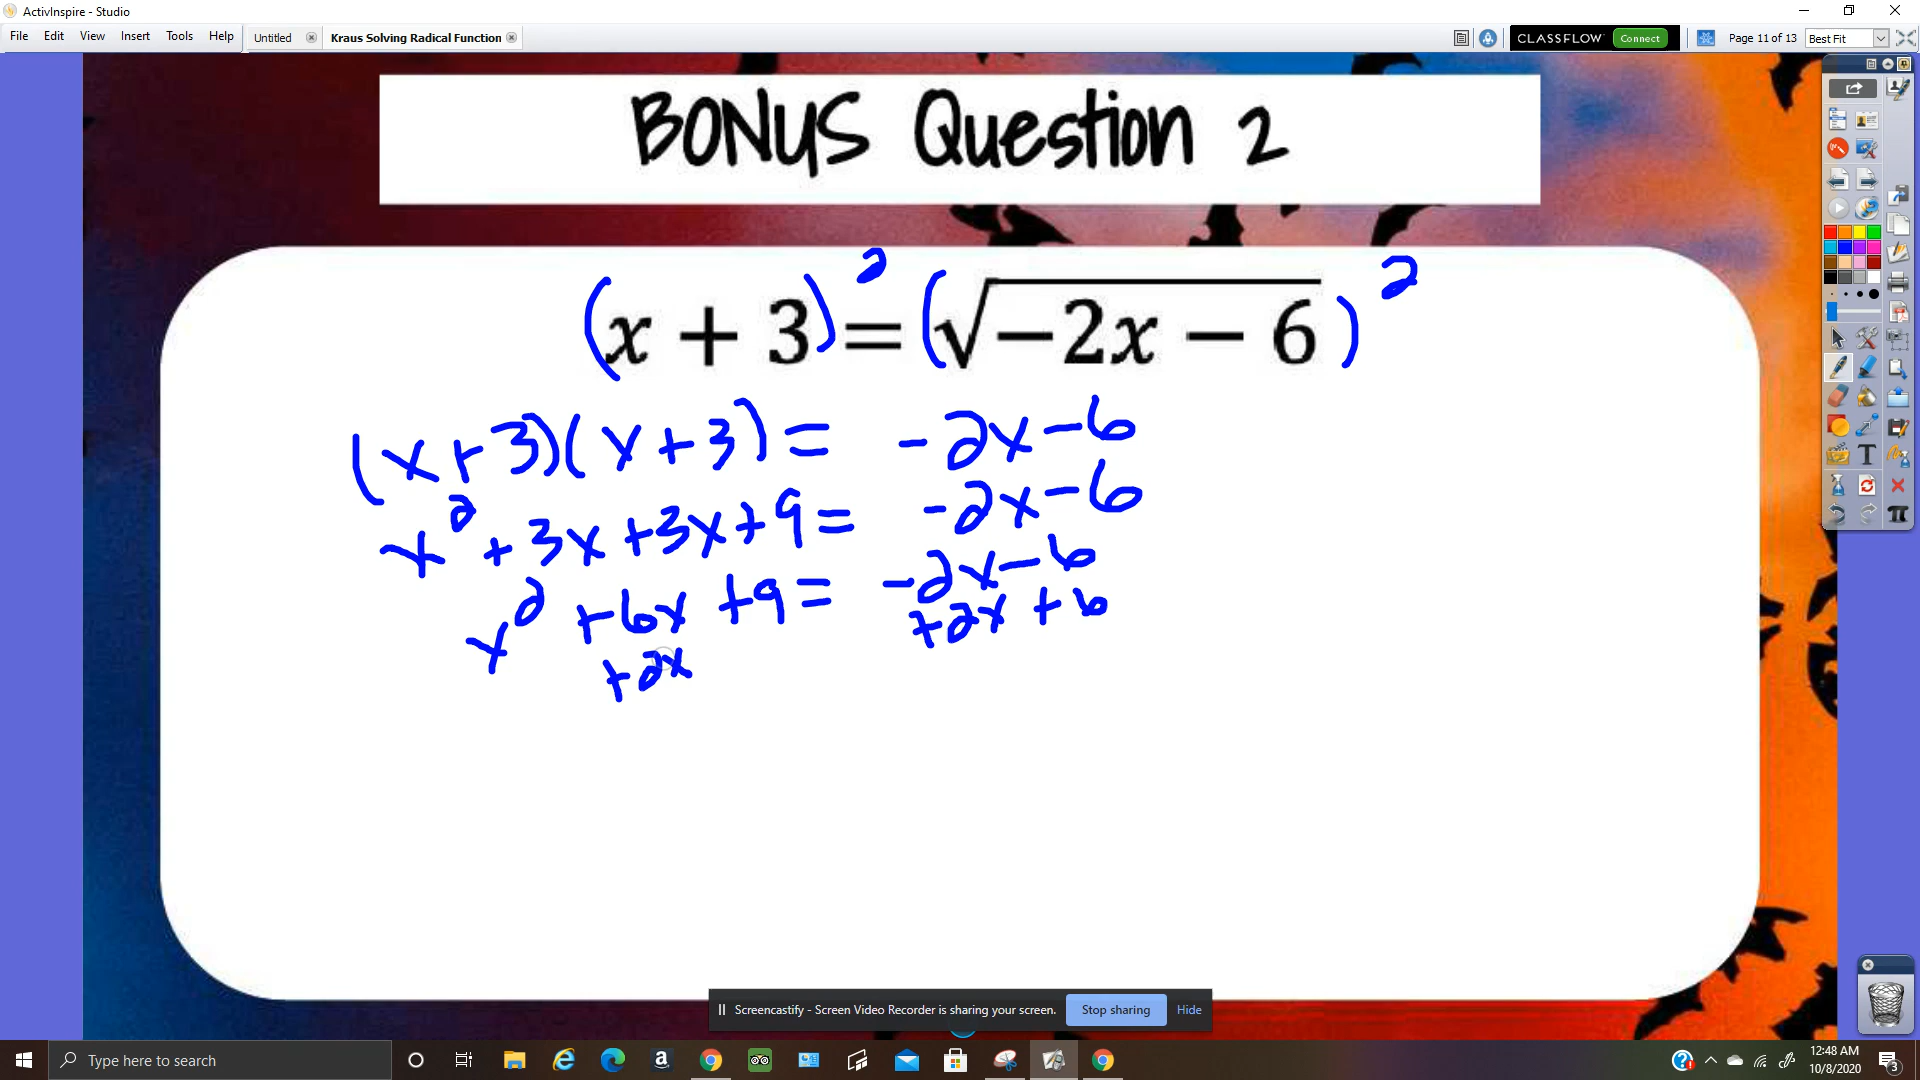 ActivInspire - Studio
File Edit View Insert Tools Help Untitled Kraus Solving Radical Function CLASSFLOW Connect Page 11 of 13 Best Fit
BONUS Question 2
(x + 3)² = (√−2x − 6)²
(x+3)(x+3) = -2x-6
x² +3x +3x +9 = -2x-6
x² +6x +9 = -2x-6
+2x +2x +6
Screencastify - Screen Video Recorder is sharing your screen. Stop sharing Hide
Type here to search
12:48 AM
10/8/2020
3